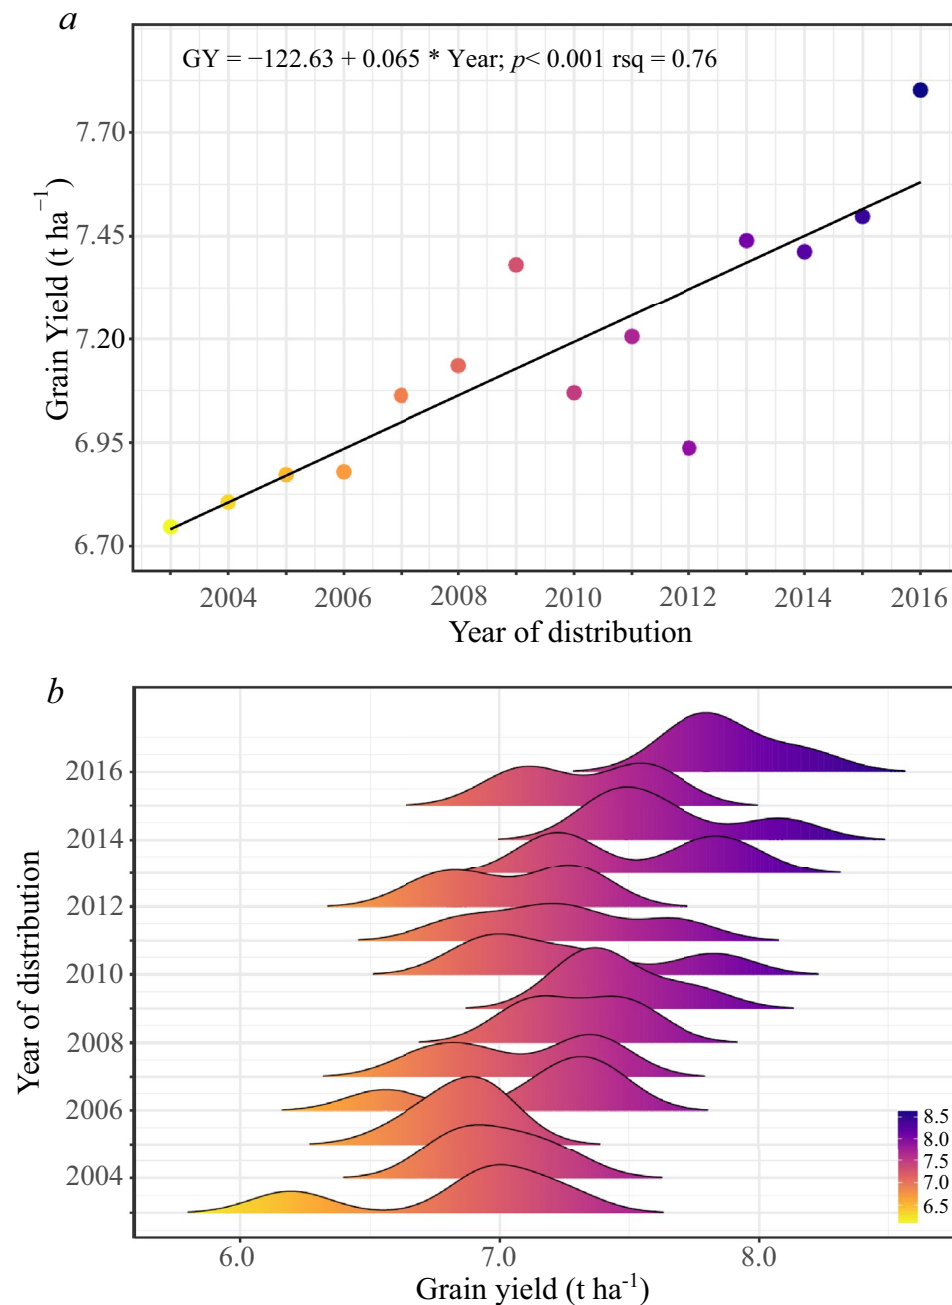 a
GY = −122.63 + 0.065 * Year; p< 0.001 rsq = 0.76
7.70
7.45
7.20
6.95
6.70
Grain Yield (t ha−1)
2004 2006 2008 2010 2012 2014 2016
Year of distribution
b
2016
2014
2012
2010
2008
2006
2004
Year of distribution
8.5
8.0
7.5
7.0
6.5
6.0 7.0 8.0
Grain yield (t ha-1)